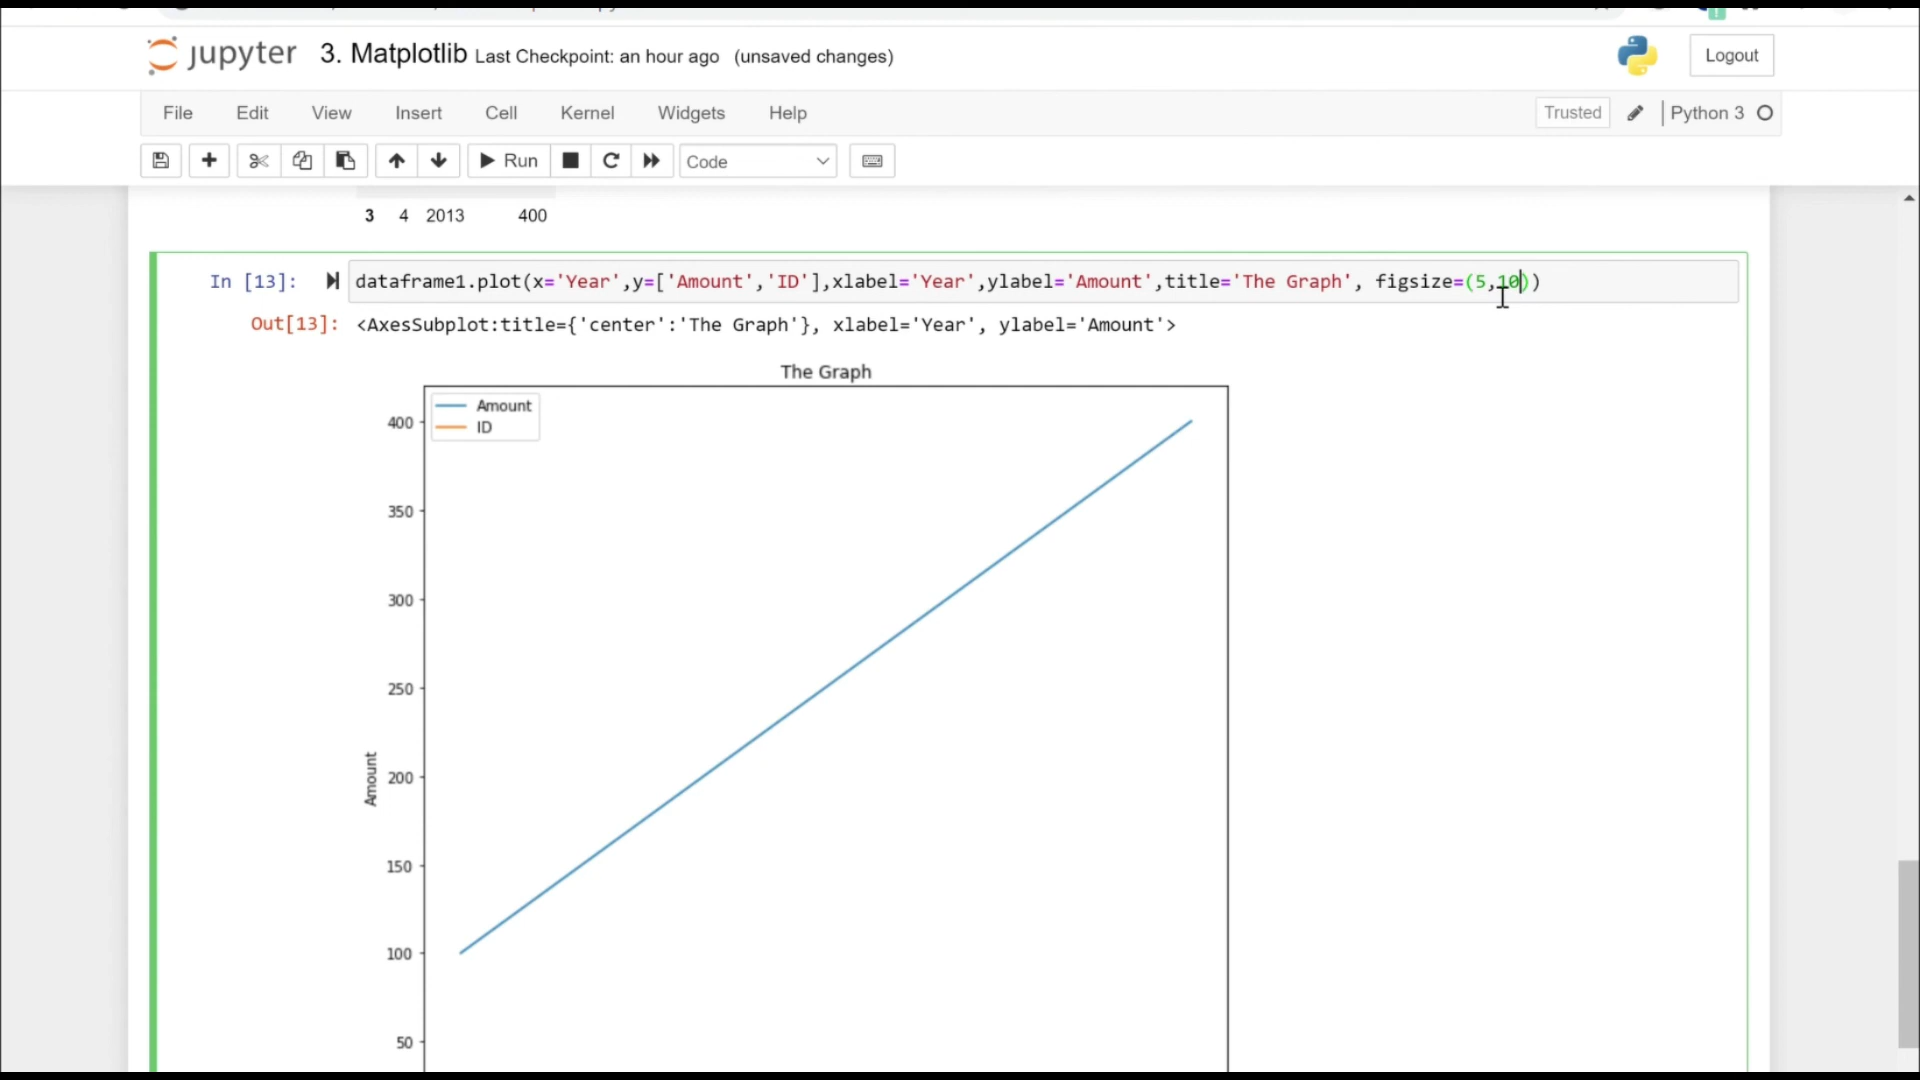 jupyter 3. Matplotlib Last Checkpoint: an hour ago (unsaved changes) Logout
File Edit View Insert Cell Kernel Widgets Help Trusted Python 3
Run Code
3 4 2013 400
In [13]: dataframe1.plot(x='Year',y=['Amount','ID'],xlabel='Year',ylabel='Amount',title='The Graph', figsize=(5,10))
Out[13]: <AxesSubplot:title={'center':'The Graph'}, xlabel='Year', ylabel='Amount'>
The Graph
Amount
ID
400
350
300
250
Amount
200
150
100
50